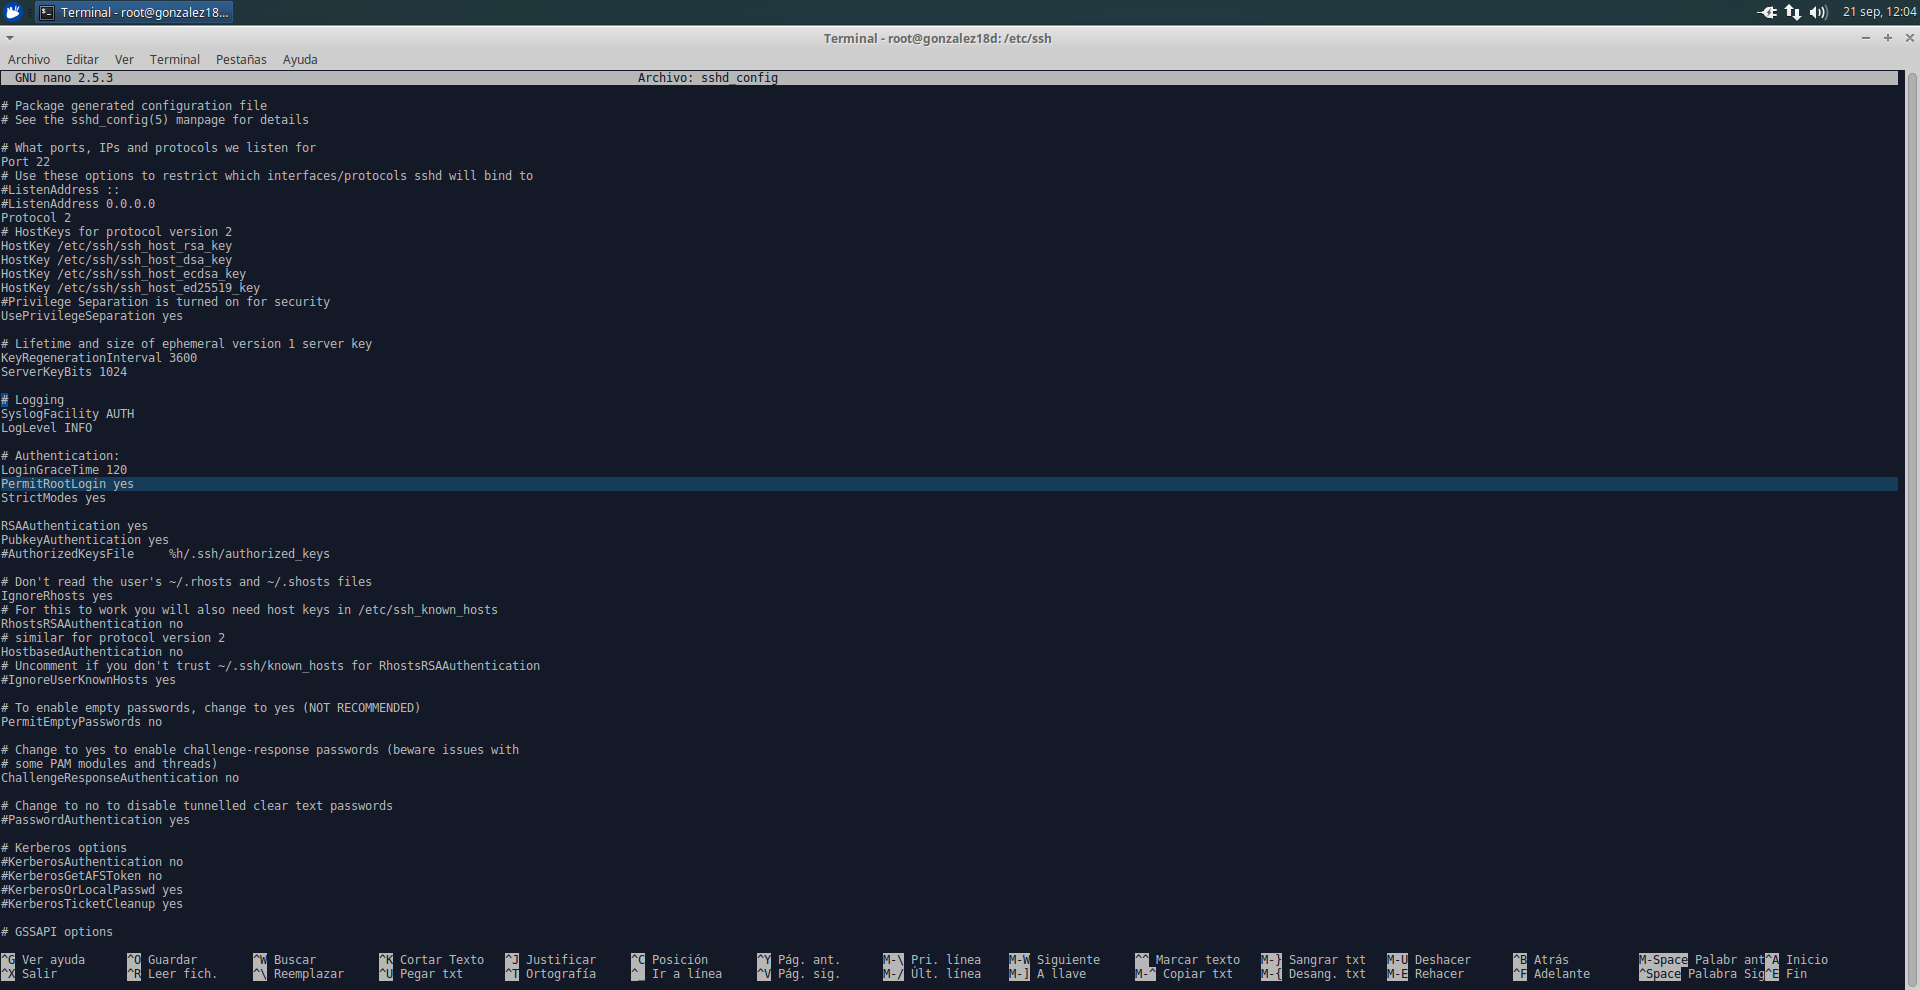 Terminal - root@gonzalez18...
21 sep, 12:04
Terminal - root@gonzalez18d: /etc/ssh
Archivo Editar Ver Terminal Pestañas Ayuda
GNU nano 2.5.3 Archivo: sshd_config
# Package generated configuration file
# See the sshd_config(5) manpage for details
# What ports, IPs and protocols we listen for
Port 22
# Use these options to restrict which interfaces/protocols sshd will bind to
#ListenAddress ::
#ListenAddress 0.0.0.0
Protocol 2
# HostKeys for protocol version 2
HostKey /etc/ssh/ssh_host_rsa_key
HostKey /etc/ssh/ssh_host_dsa_key
HostKey /etc/ssh/ssh_host_ecdsa_key
HostKey /etc/ssh/ssh_host_ed25519_key
#Privilege Separation is turned on for security
UsePrivilegeSeparation yes
# Lifetime and size of ephemeral version 1 server key
KeyRegenerationInterval 3600
ServerKeyBits 1024
# Logging
SyslogFacility AUTH
LogLevel INFO
# Authentication:
LoginGraceTime 120
PermitRootLogin yes
StrictModes yes
RSAAuthentication yes
PubkeyAuthentication yes
#AuthorizedKeysFile     %h/.ssh/authorized_keys
# Don't read the user's ~/.rhosts and ~/.shosts files
IgnoreRhosts yes
# For this to work you will also need host keys in /etc/ssh_known_hosts
RhostsRSAAuthentication no
# similar for protocol version 2
HostbasedAuthentication no
# Uncomment if you don't trust ~/.ssh/known_hosts for RhostsRSAAuthentication
#IgnoreUserKnownHosts yes
# To enable empty passwords, change to yes (NOT RECOMMENDED)
PermitEmptyPasswords no
# Change to yes to enable challenge-response passwords (beware issues with
# some PAM modules and threads)
ChallengeResponseAuthentication no
# Change to no to disable tunnelled clear text passwords
#PasswordAuthentication yes
# Kerberos options
#KerberosAuthentication no
#KerberosGetAFSToken no
#KerberosOrLocalPasswd yes
#KerberosTicketCleanup yes
# GSSAPI options
^G Ver ayuda ^O Guardar ^W Buscar ^K Cortar Texto ^J Justificar ^C Posición ^Y Pág. ant. M-\ Pri. línea M-W Siguiente ^^ Marcar texto M-} Sangrar txt M-U Deshacer ^B Atrás M-Space Palabr ant ^A Inicio
^X Salir ^R Leer fich. ^\ Reemplazar ^U Pegar txt ^T Ortografía ^_ Ir a línea ^V Pág. sig. M-/ Últ. línea M-] A llave M-^ Copiar txt M-{ Desang. txt M-E Rehacer ^F Adelante ^Space Palabra Sig ^E Fin